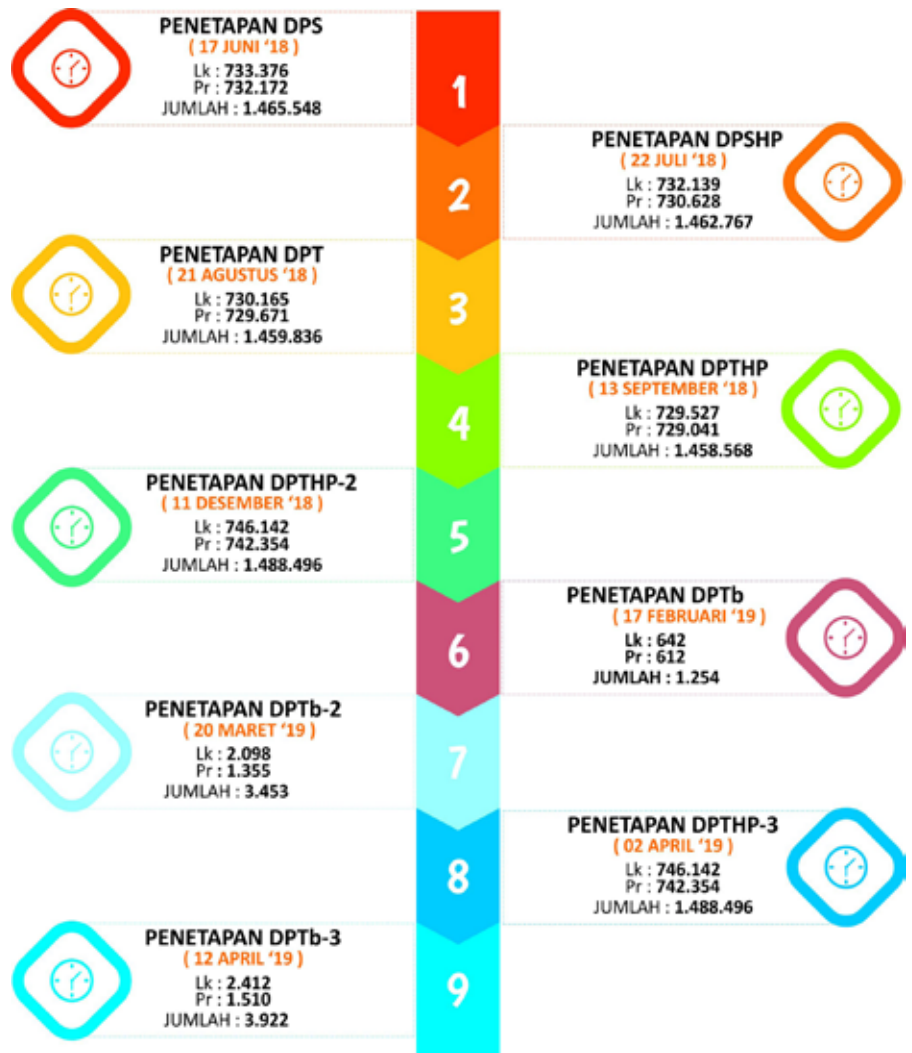 PENETAPAN DPS
( 17 JUNI ‘18 )
Lk : 733.376
Pr : 732.172
JUMLAH : 1.465.548
1
PENETAPAN DPSHP
( 22 JULI ‘18 )
Lk : 732.139
Pr : 730.628
JUMLAH : 1.462.767
2
PENETAPAN DPT
( 21 AGUSTUS ‘18 )
Lk : 730.165
Pr : 729.671
JUMLAH : 1.459.836
3
PENETAPAN DPTHP
( 13 SEPTEMBER ‘18 )
Lk : 729.527
Pr : 729.041
JUMLAH : 1.458.568
4
PENETAPAN DPTHP-2
( 11 DESEMBER ‘18 )
Lk : 746.142
Pr : 742.354
JUMLAH : 1.488.496
5
PENETAPAN DPTb
( 17 FEBRUARI ‘19 )
Lk : 642
Pr : 612
JUMLAH : 1.254
6
PENETAPAN DPTb-2
( 20 MARET ‘19 )
Lk : 2.098
Pr : 1.355
JUMLAH : 3.453
7
PENETAPAN DPTHP-3
( 02 APRIL ‘19 )
Lk : 746.142
Pr : 742.354
JUMLAH : 1.488.496
8
PENETAPAN DPTb-3
( 12 APRIL ‘19 )
Lk : 2.412
Pr : 1.510
JUMLAH : 3.922
9